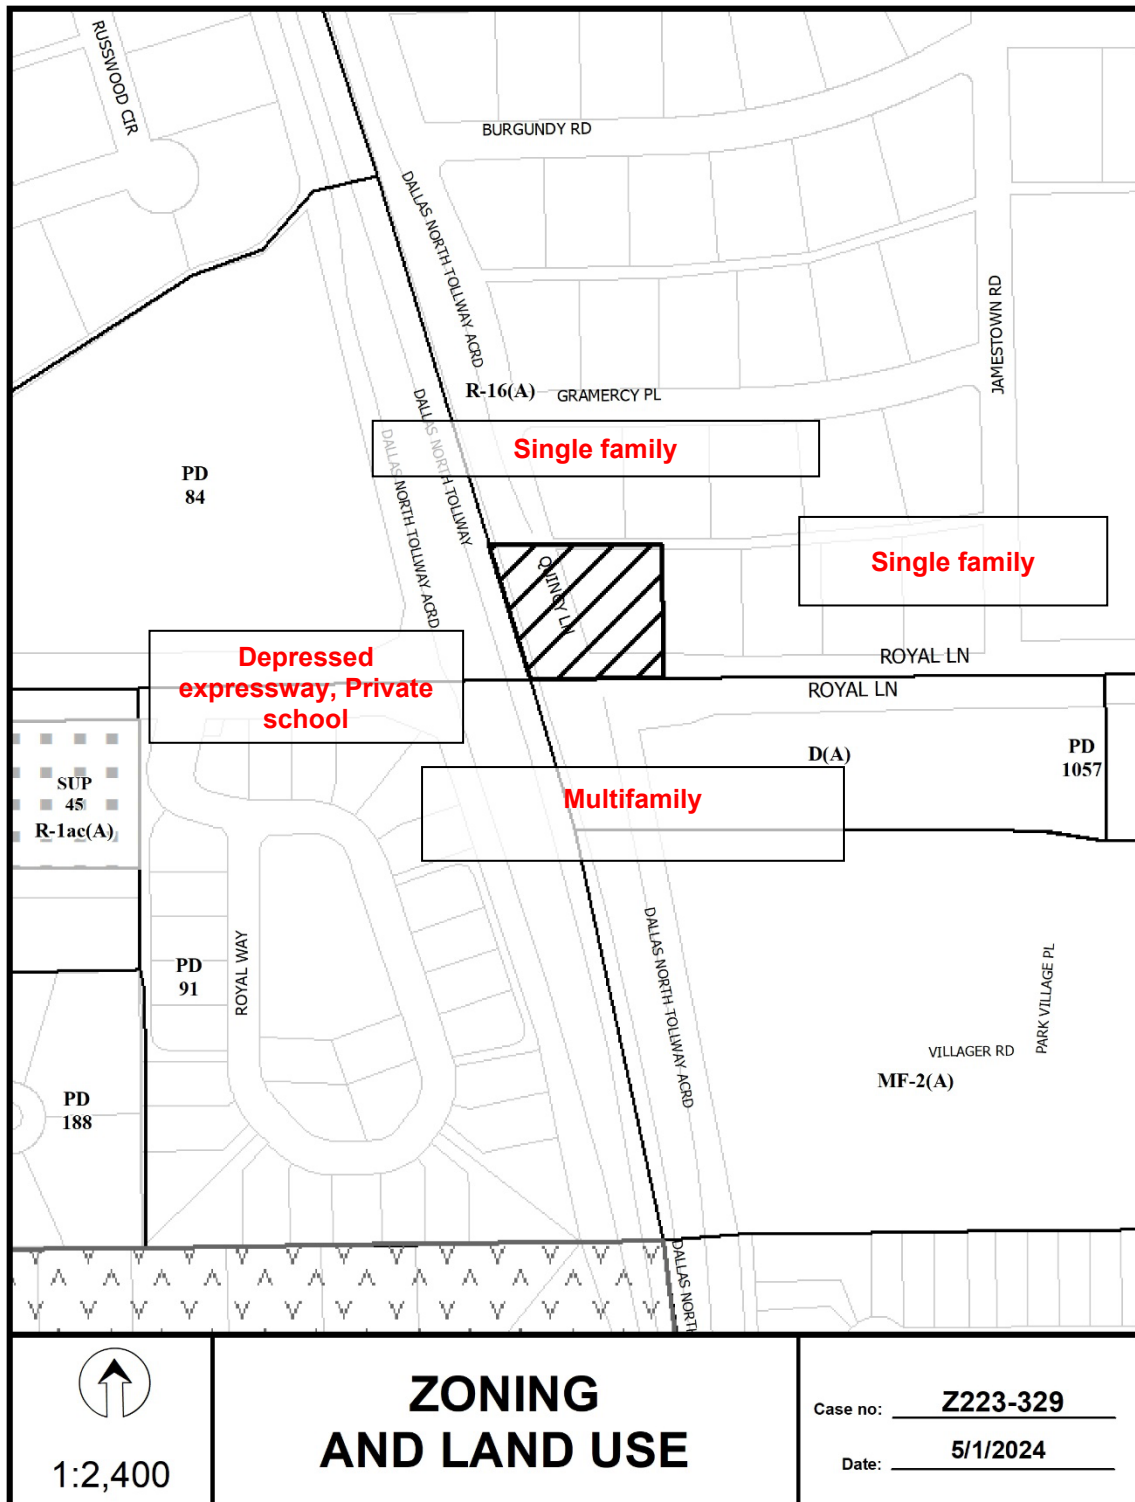 RUSSWOOD CIR
BURGUNDY RD
DALLAS NORTH TOLLWAY ACRD
JAMESTOWN RD
R-16(A)
GRAMERCY PL
DALLAS NORTH TOLLWAY
DALLAS NORTH TOLLWAY ACRD
Single family
PD
84
Single family
QUINCY LN
Depressed
expressway, Private
school
ROYAL LN
ROYAL LN
D(A)
PD
1057
SUP
45
R-1ac(A)
Multifamily
PD
91
ROYAL WAY
DALLAS NORTH TOLLWAY ACRD
PARK VILLAGE PL
VILLAGER RD
MF-2(A)
PD
188
DALLAS NORTH
1:2,400
ZONING
AND LAND USE
Case no: Z223-329
Date: 5/1/2024